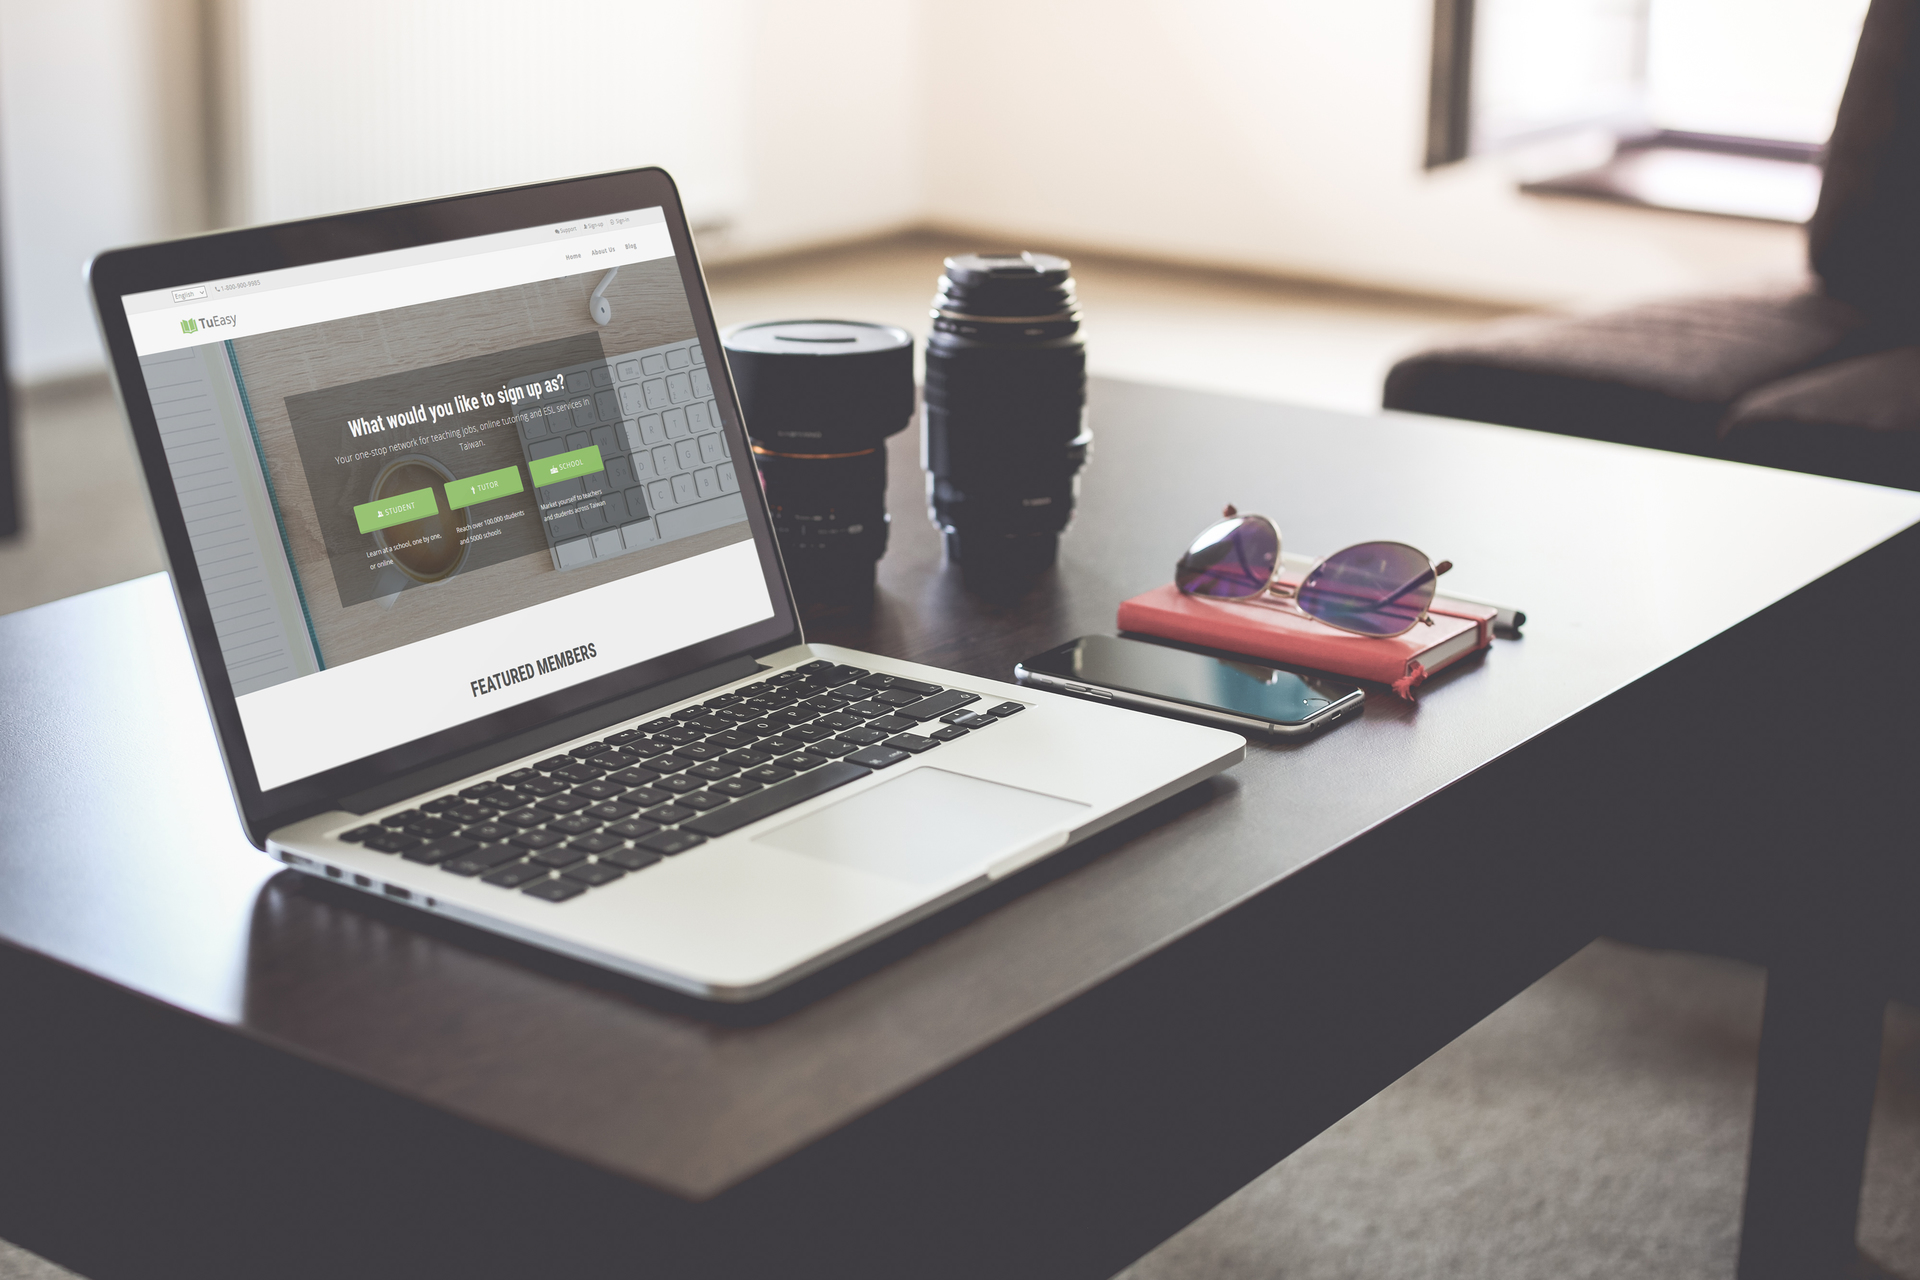 Support Sign-up Sign-in
English 1-800-900-9985
Home About Us Blog
TuEasy
What would you like to sign up as?
Your one-stop network for teaching jobs, online tutoring and ESL services in
Taiwan.
STUDENT
TUTOR
SCHOOL
Learn at a school, one by one,
or online
Reach over 100,000 students
and 5000 schools
Market yourself to teachers
and students across Taiwan
FEATURED MEMBERS